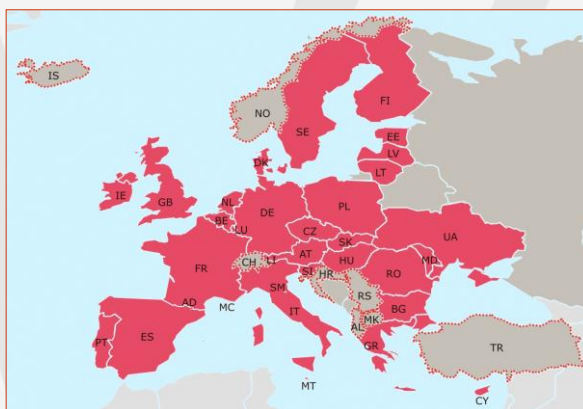 IS
NO
FI
SE
EE
LV
LT
DK
IE
GB
NL
BE
LU
DE
PL
CZ
SK
UA
FR
CH
LI
AT
HU
MD
RO
SI
HR
SM
RS
BG
AD
MC
IT
MK
AL
PT
ES
GR
TR
MT
CY